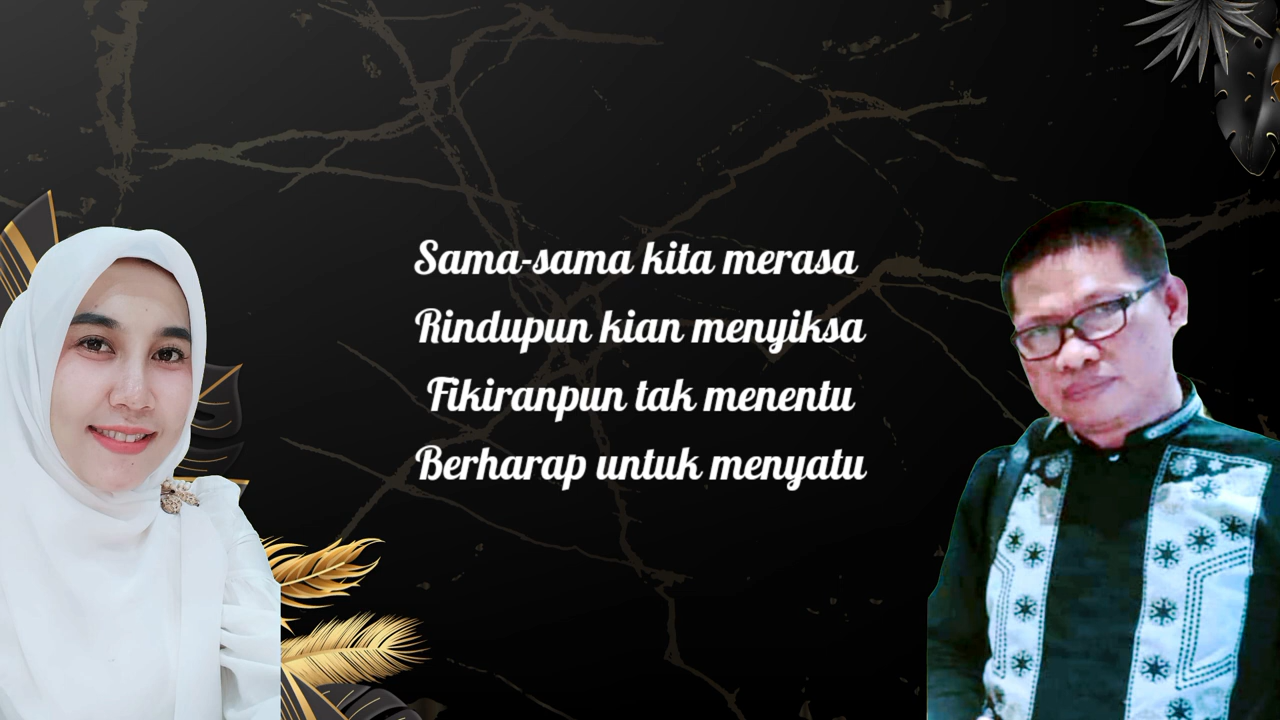 Sama-sama kita merasa
Rindupun kian menyiksa
Fikiranpun tak menentu
Berharap untuk menyatu